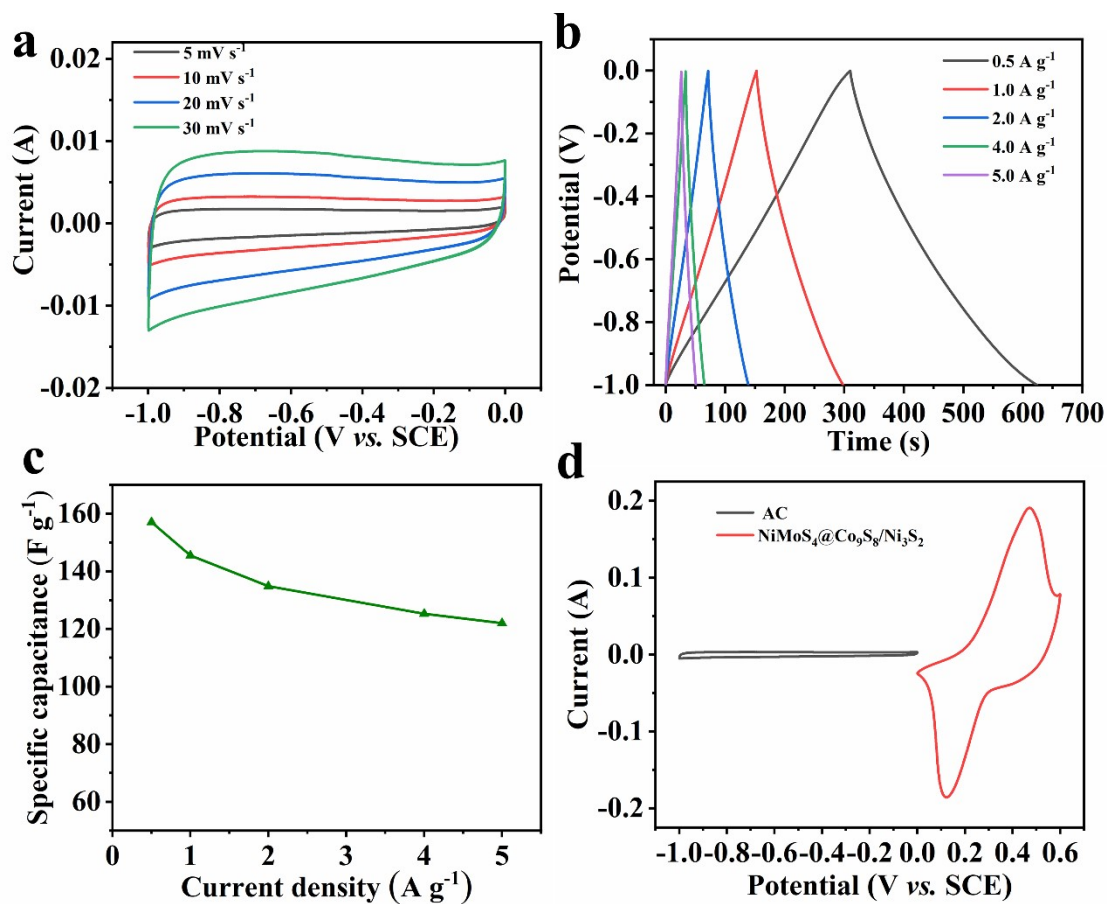 a
5 mV s⁻¹
10 mV s⁻¹
20 mV s⁻¹
30 mV s⁻¹
0.02
0.01
0.00
-0.01
-0.02
Current (A)
-1.0 -0.8 -0.6 -0.4 -0.2 0.0
Potential (V vs. SCE)
b
0.5 A g⁻¹
1.0 A g⁻¹
2.0 A g⁻¹
4.0 A g⁻¹
5.0 A g⁻¹
0.0
-0.2
-0.4
-0.6
-0.8
-1.0
Potential (V)
0 100 200 300 400 500 600 700
Time (s)
c
160
140
120
100
80
60
Specific capacitance (F g⁻¹)
0 1 2 3 4 5
Current density (A g⁻¹)
d
AC
NiMoS₄@Co₉S₈/Ni₃S₂
0.2
0.1
0.0
-0.1
-0.2
Current (A)
-1.0 -0.8 -0.6 -0.4 -0.2 0.0 0.2 0.4 0.6
Potential (V vs. SCE)